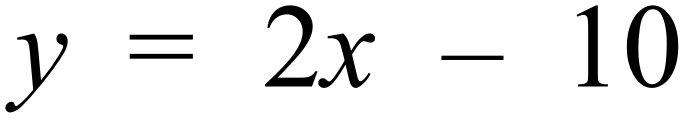 y = 2x − 10